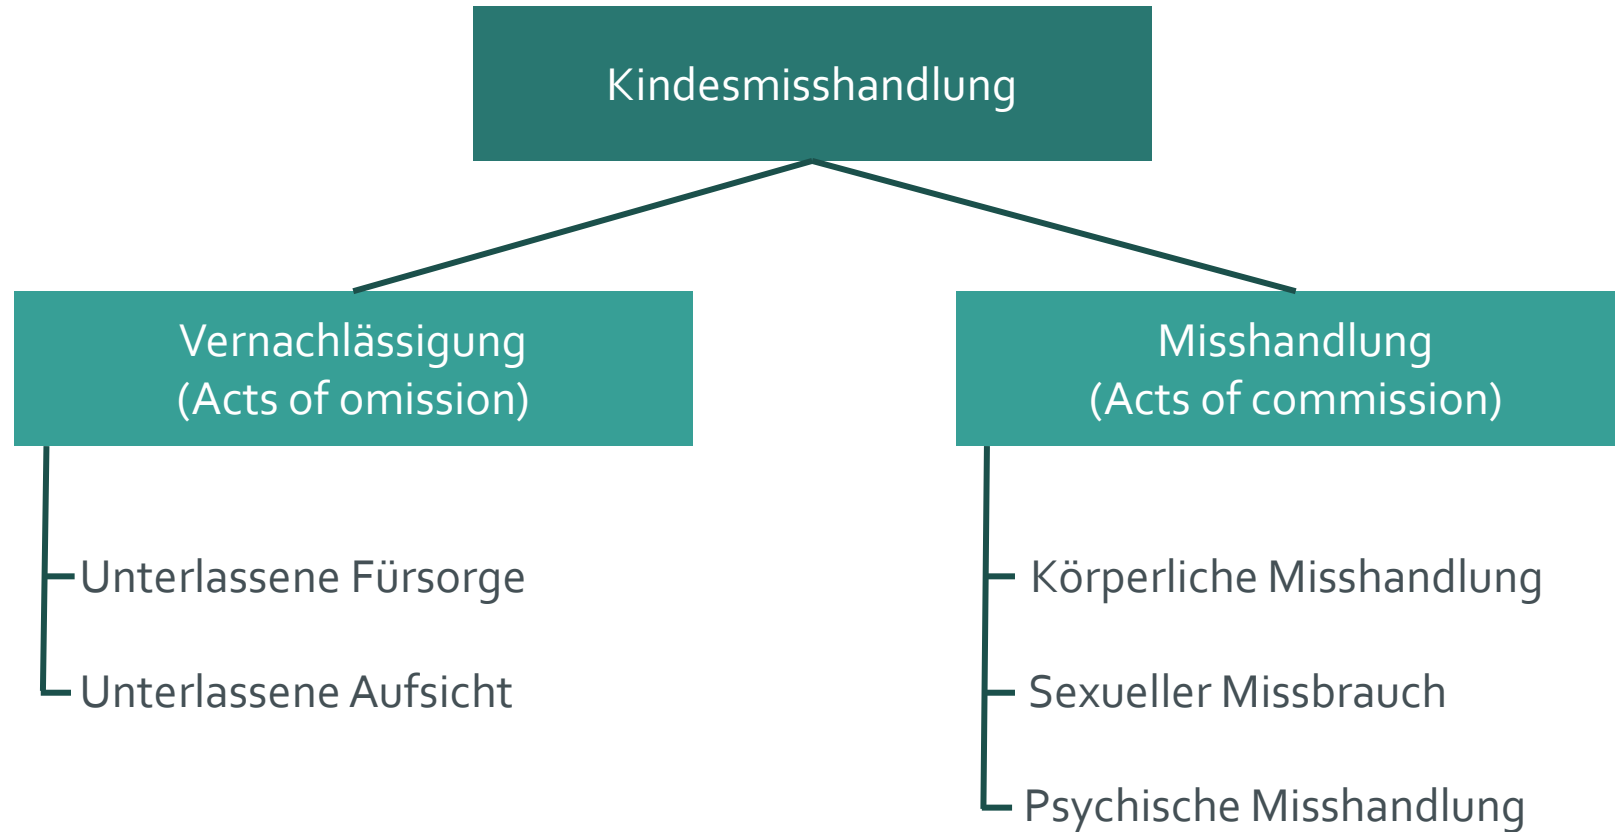 Kindesmisshandlung
Vernachlässigung
(Acts of omission)
Unterlassene Fürsorge
Unterlassene Aufsicht
Misshandlung
(Acts of commission)
Körperliche Misshandlung
Sexueller Missbrauch
Psychische Misshandlung